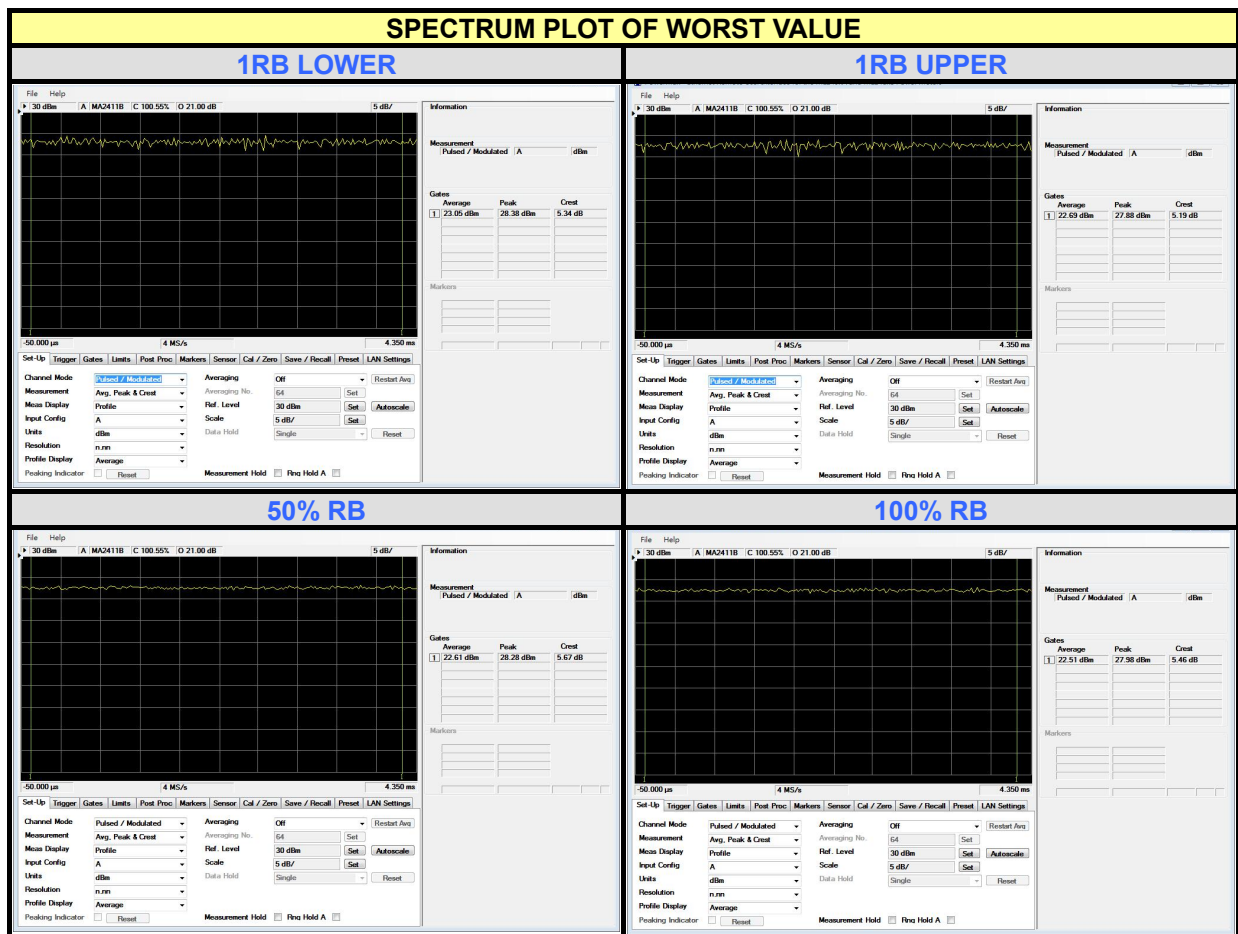 SPECTRUM PLOT OF WORST VALUE
1RB LOWER
File Help
30 dBm A MA2411B C 100.55% O 21.00 dB 5 dB/
-50.000 µs 4 MS/s 4.350 ms
Information
Measurement
Pulsed / Modulated A dBm
Gates
Average Peak Crest
1 23.05 dBm 28.38 dBm 5.34 dB
Markers
Set-Up Trigger Gates Limits Post Proc Markers Sensor Cal / Zero Save / Recall Preset LAN Settings
Channel Mode Pulsed / Modulated Averaging Off Restart Avg
Measurement Avg, Peak & Crest Averaging No. 64 Set
Meas Display Profile Ref. Level 30 dBm Set Autoscale
Input Config A Scale 5 dB/ Set
Units dBm Data Hold Single Reset
Resolution n.nn
Profile Display Average
Peaking Indicator Reset Measurement Hold Rng Hold A
1RB UPPER
File Help
30 dBm A MA2411B C 100.55% O 21.00 dB 5 dB/
-50.000 µs 4 MS/s 4.350 ms
Information
Measurement
Pulsed / Modulated A dBm
Gates
Average Peak Crest
1 22.69 dBm 27.88 dBm 5.19 dB
Markers
Set-Up Trigger Gates Limits Post Proc Markers Sensor Cal / Zero Save / Recall Preset LAN Settings
Channel Mode Pulsed / Modulated Averaging Off Restart Avg
Measurement Avg, Peak & Crest Averaging No. 64 Set
Meas Display Profile Ref. Level 30 dBm Set Autoscale
Input Config A Scale 5 dB/ Set
Units dBm Data Hold Single Reset
Resolution n.nn
Profile Display Average
Peaking Indicator Reset Measurement Hold Rng Hold A
50% RB
File Help
30 dBm A MA2411B C 100.55% O 21.00 dB 5 dB/
-50.000 µs 4 MS/s 4.350 ms
Information
Measurement
Pulsed / Modulated A dBm
Gates
Average Peak Crest
1 22.61 dBm 28.28 dBm 5.67 dB
Markers
Set-Up Trigger Gates Limits Post Proc Markers Sensor Cal / Zero Save / Recall Preset LAN Settings
Channel Mode Pulsed / Modulated Averaging Off Restart Avg
Measurement Avg, Peak & Crest Averaging No. 64 Set
Meas Display Profile Ref. Level 30 dBm Set Autoscale
Input Config A Scale 5 dB/ Set
Units dBm Data Hold Single Reset
Resolution n.nn
Profile Display Average
Peaking Indicator Reset Measurement Hold Rng Hold A
100% RB
File Help
30 dBm A MA2411B C 100.55% O 21.00 dB 5 dB/
-50.000 µs 4 MS/s 4.350 ms
Information
Measurement
Pulsed / Modulated A dBm
Gates
Average Peak Crest
1 22.51 dBm 27.98 dBm 5.46 dB
Markers
Set-Up Trigger Gates Limits Post Proc Markers Sensor Cal / Zero Save / Recall Preset LAN Settings
Channel Mode Pulsed / Modulated Averaging Off Restart Avg
Measurement Avg, Peak & Crest Averaging No. 64 Set
Meas Display Profile Ref. Level 30 dBm Set Autoscale
Input Config A Scale 5 dB/ Set
Units dBm Data Hold Single Reset
Resolution n.nn
Profile Display Average
Peaking Indicator Reset Measurement Hold Rng Hold A